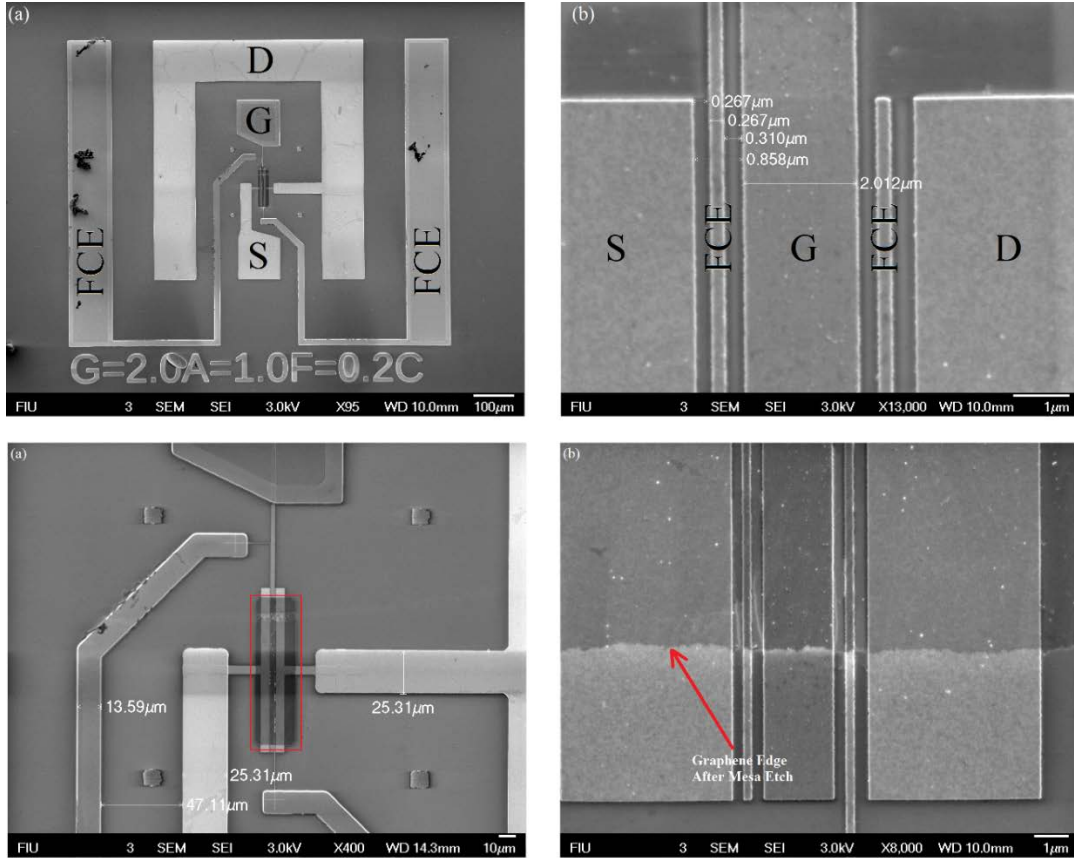 (a)
D
G
S
FCE
FCE
G=2.0A=1.0F=0.2C
FIU 3 SEM SEI 3.0kV X95 WD 10.0mm 100µm
(b)
0.267µm
0.267µm
0.310µm
0.858µm
2.012µm
S
FCE
G
FCE
D
FIU 3 SEM SEI 3.0kV X13,000 WD 10.0mm 1µm
(a)
13.59µm
25.31µm
25.31µm
47.11µm
FIU 3 SEM SEI 3.0kV X400 WD 14.3mm 10µm
(b)
Graphene Edge
After Mesa Etch
FIU 3 SEM SEI 3.0kV X8,000 WD 10.0mm 1µm